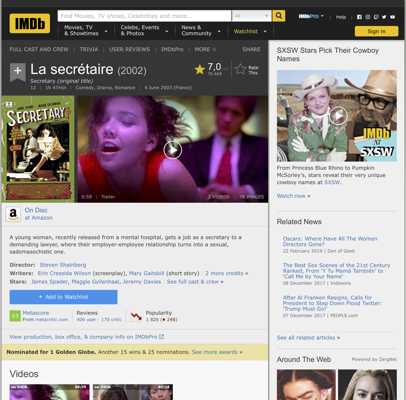 IMDb
Find Movies, TV shows, Celebrities and more...
All
Movies, TV & Showtimes
Celebs, Events & Photos
News & Community
Watchlist
IMDbPro
Help
Sign in
FULL CAST AND CREW | TRIVIA | USER REVIEWS | IMDbPro | MORE
SHARE
La secrétaire (2002)
Secretary (original title)
12 | 1h 47min | Comedy, Drama, Romance | 4 June 2003 (France)
7,0
Rate This
SECRETARY
0:59 | Trailer
2 VIDEOS | 78 IMAGES
On Disc
at Amazon
A young woman, recently released from a mental hospital, gets a job as a secretary to a
demanding lawyer, where their employer-employee relationship turns into a sexual,
sadomasochistic one.
Director: Steven Shainberg
Writers: Erin Cressida Wilson (screenplay), Mary Gaitskill (short story) | 2 more credits »
Stars: James Spader, Maggie Gyllenhaal, Jeremy Davies | See full cast & crew »
+ Add to Watchlist
63
Metascore
From metacritic.com
Reviews
406 user | 170 critic
Popularity
1 826 (248)
View production, box office, & company info on IMDbPro
Nominated for 1 Golden Globe. Another 15 wins & 25 nominations. See more awards »
Videos
SXSW Stars Pick Their Cowboy
Names
IMDb
AT
SXSW
From Princess Blue Rhino to Pumpkin
McSorley's, stars reveal their very unique
cowboy names at SXSW.
Watch now »
Related News
Oscars: Where Have All The Women
Directors Gone?
22 February 2019 | Den of Geek
The Best Sex Scenes of the 21st Century
Ranked, From 'Y Tu Mamá También' to
'Call Me by Your Name'
08 December 2017 | Indiewire
After Al Franken Resigns, Calls for
President to Step Down Flood Twitter:
'Trump Must Go!'
07 December 2017 | PEOPLE.com
See all related articles »
Around The Web
Powered by ZergNet